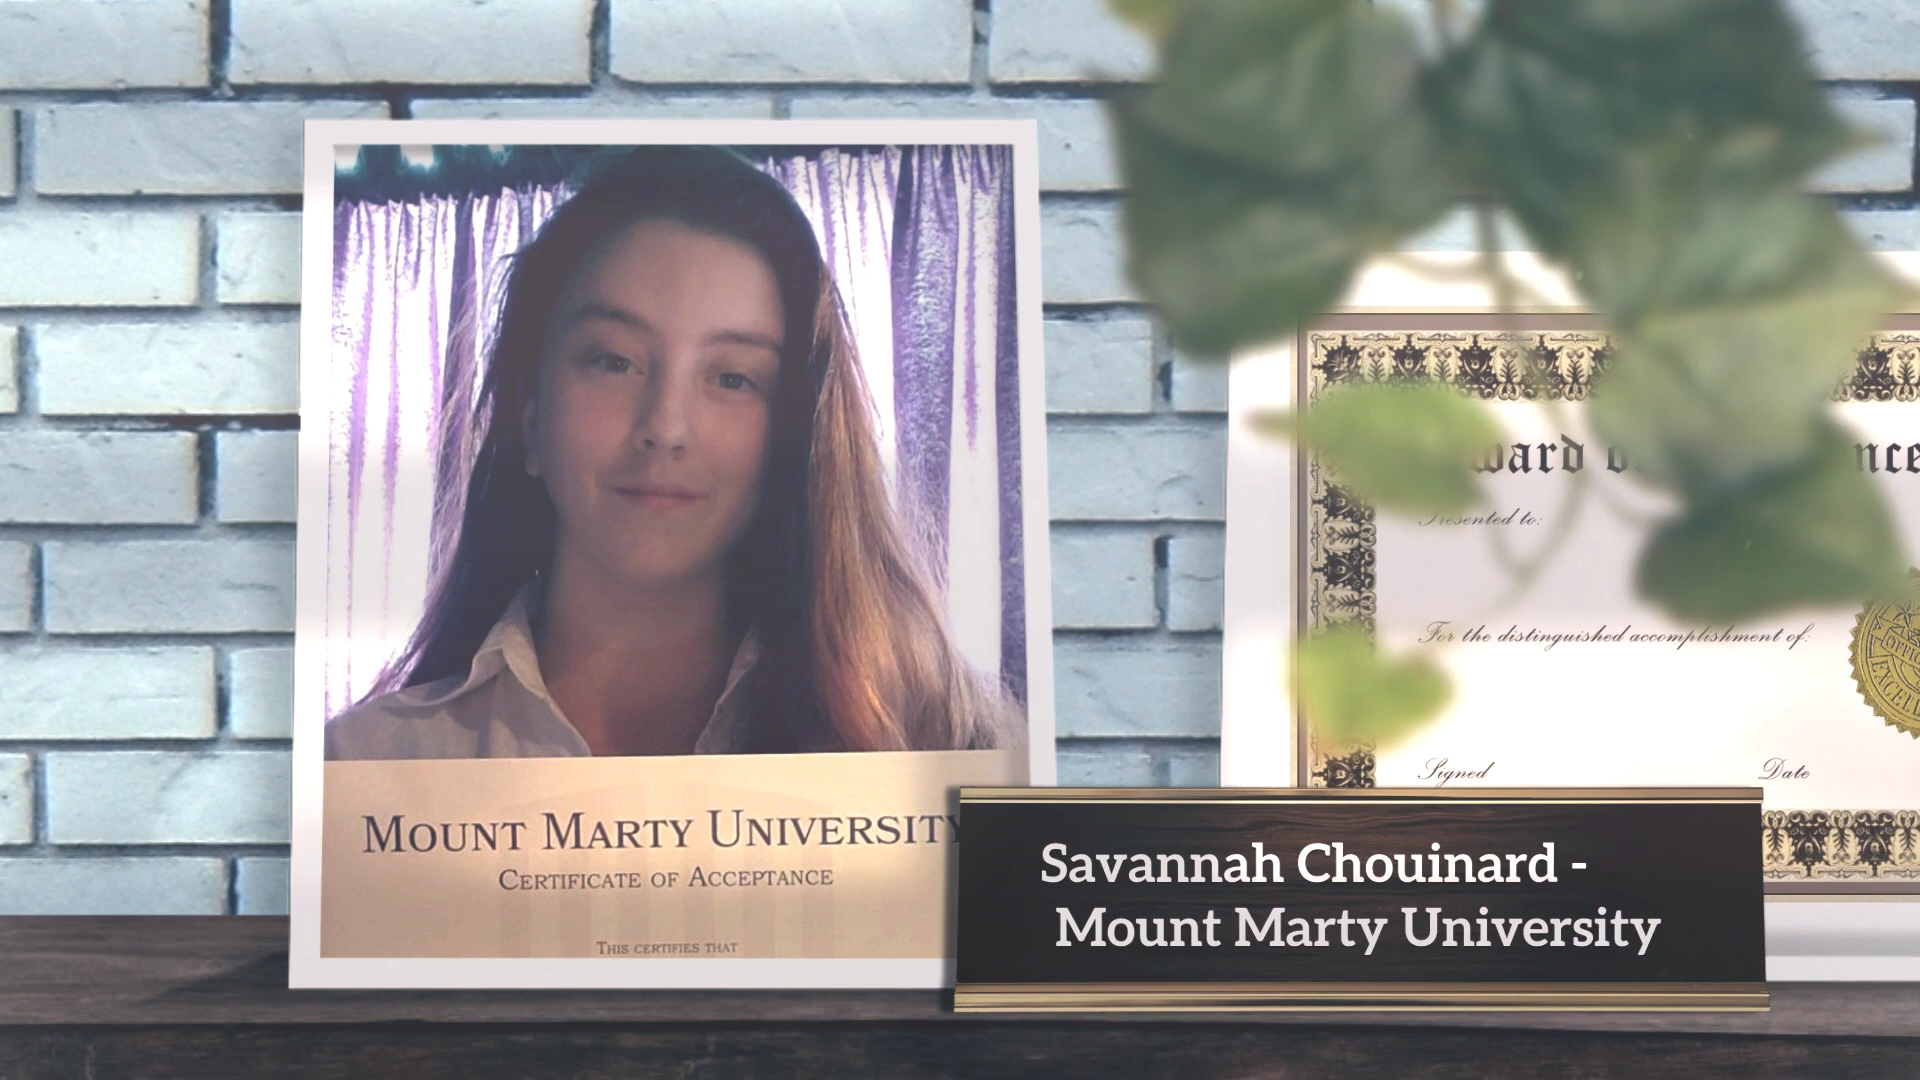 MOUNT MARTY UNIVERSITY
CERTIFICATE OF ACCEPTANCE
THIS CERTIFIES THAT
Presented to:
For the distinguished accomplishment of:
Signed
Date
Savannah Chouinard -
Mount Marty University